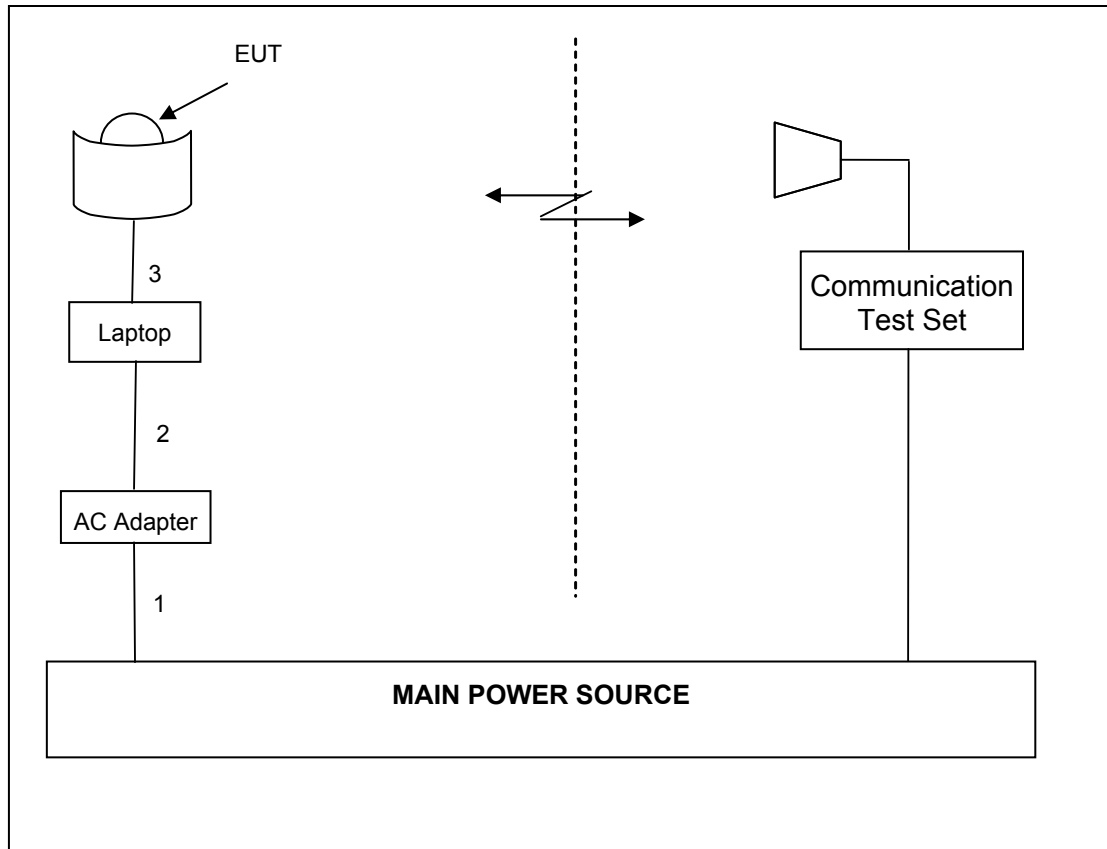 EUT
3
Laptop
Communication
Test Set
2
AC Adapter
1
MAIN POWER SOURCE